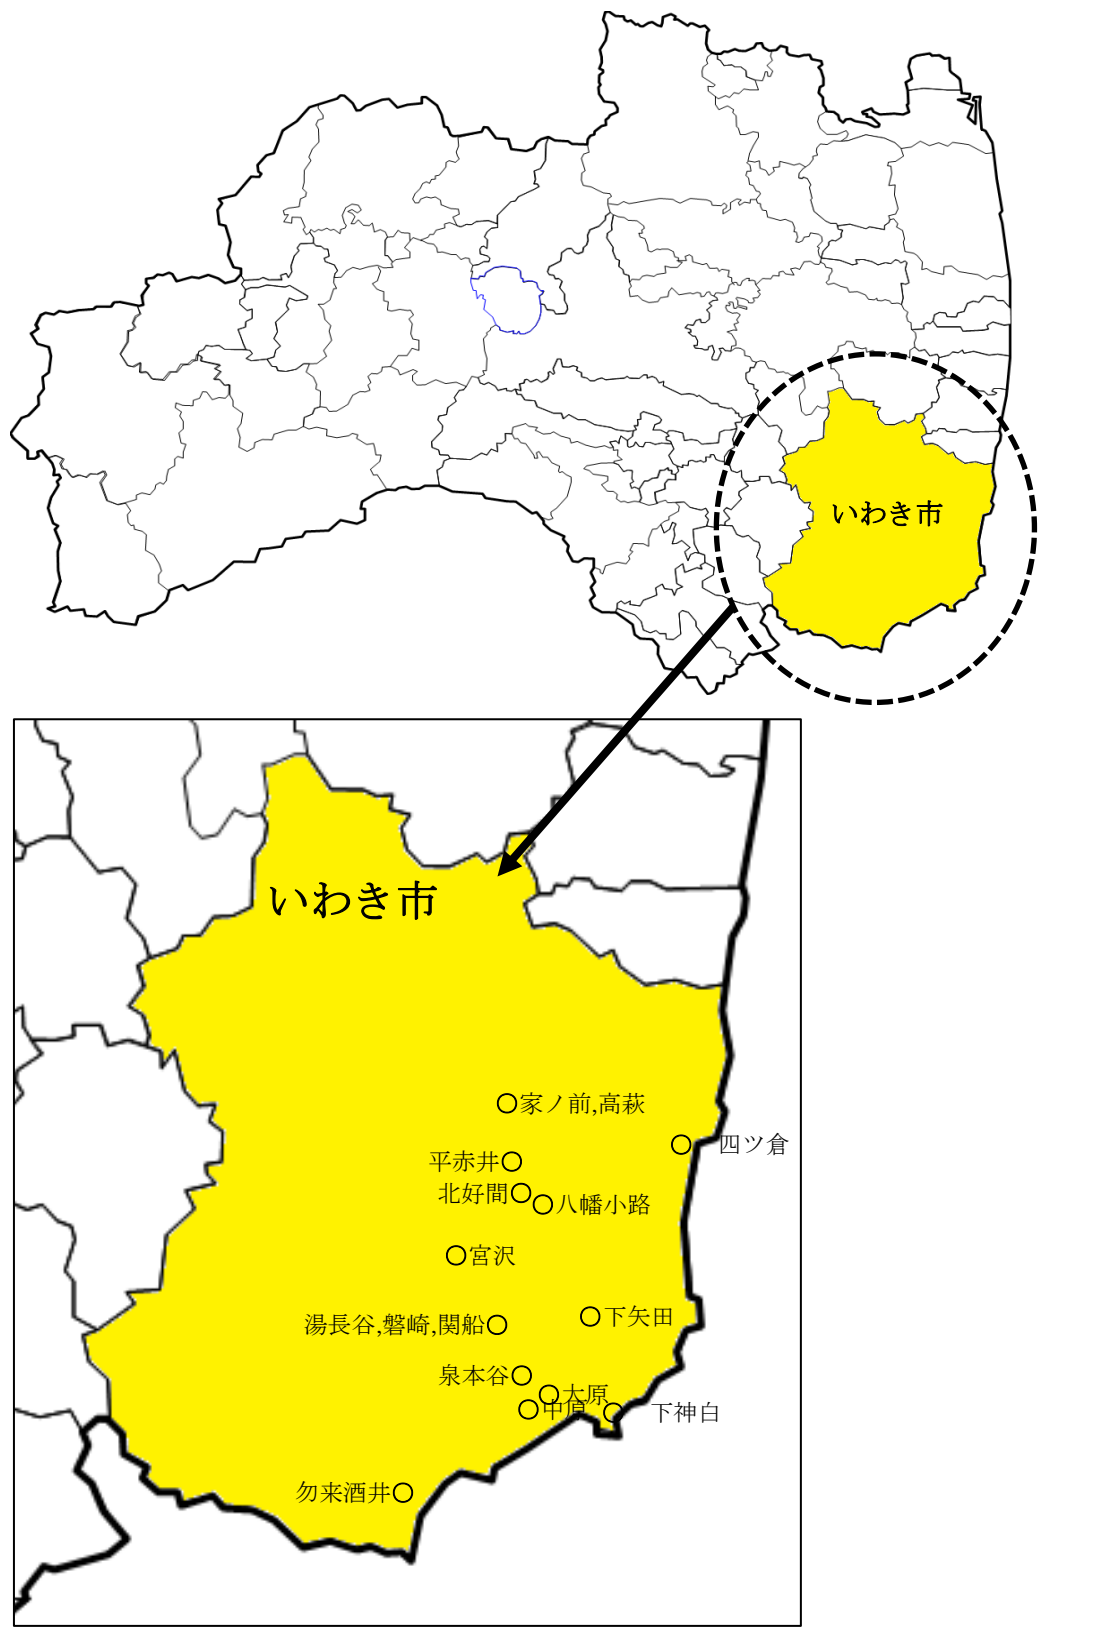 いわき市
いわき市
家ノ前,高萩
四ツ倉
平赤井
北好間
八幡小路
宮沢
下矢田
湯長谷,磐崎,関船
泉本谷
大原
中原
下神白
勿来酒井